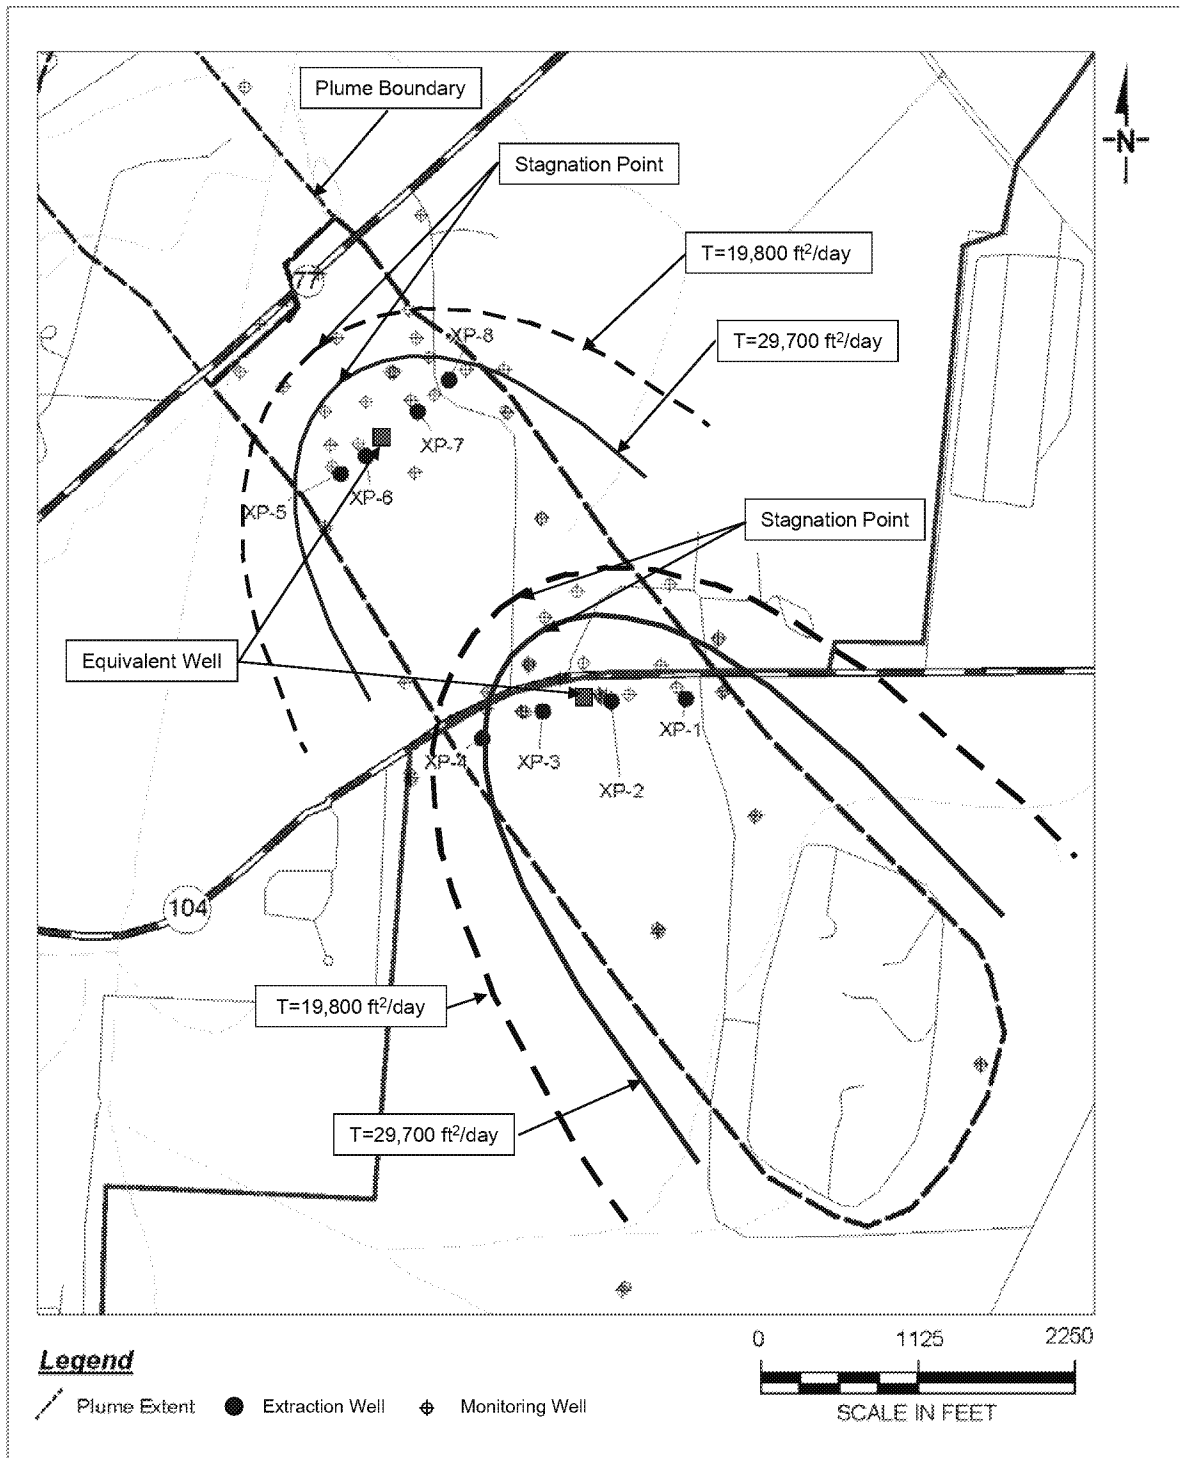 Plume Boundary
-N-
Stagnation Point
T=19,800 ft²/day
77
T=29,700 ft²/day
XP-8
XP-7
XP-6
XP-5
Stagnation Point
Equivalent Well
XP-1
XP-4
XP-3
XP-2
104
T=19,800 ft²/day
T=29,700 ft²/day
0 1125 2250
SCALE IN FEET
Legend
Plume Extent Extraction Well Monitoring Well